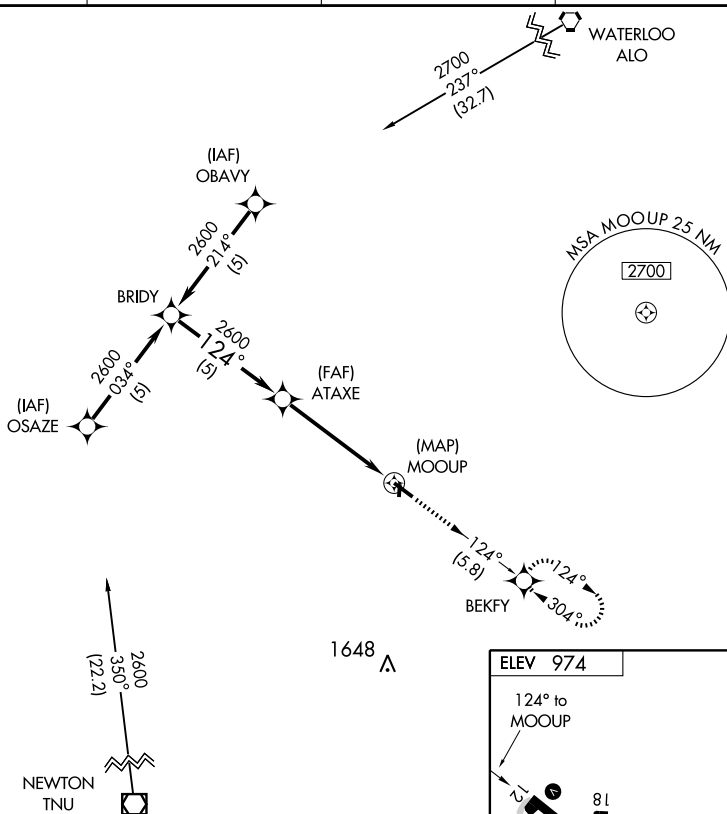 WATERLOO
ALO
2700
237°
(32.7)
(IAF)
OBAVY
2600
214°
(5)
MSA MOOUP 25 NM
2700
BRIDY
2600
124°
(5)
2600
034°
(5)
(FAF)
ATAXE
(IAF)
OSAZE
(MAP)
MOOUP
124°
(5.8)
124°
304°
BEKFY
1648
2600
350°
(22.2)
NEWTON
TNU
ELEV 974
124° to
MOOUP
12
V
18